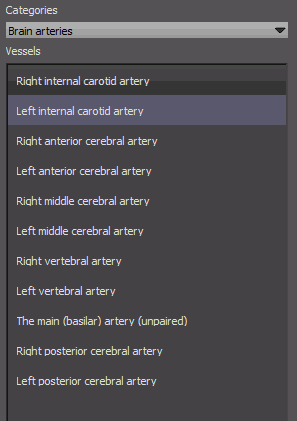 Categories
Brain arteries
Vessels
Right internal carotid artery
Left internal carotid artery
Right anterior cerebral artery
Left anterior cerebral artery
Right middle cerebral artery
Left middle cerebral artery
Right vertebral artery
Left vertebral artery
The main (basilar) artery (unpaired)
Right posterior cerebral artery
Left posterior cerebral artery